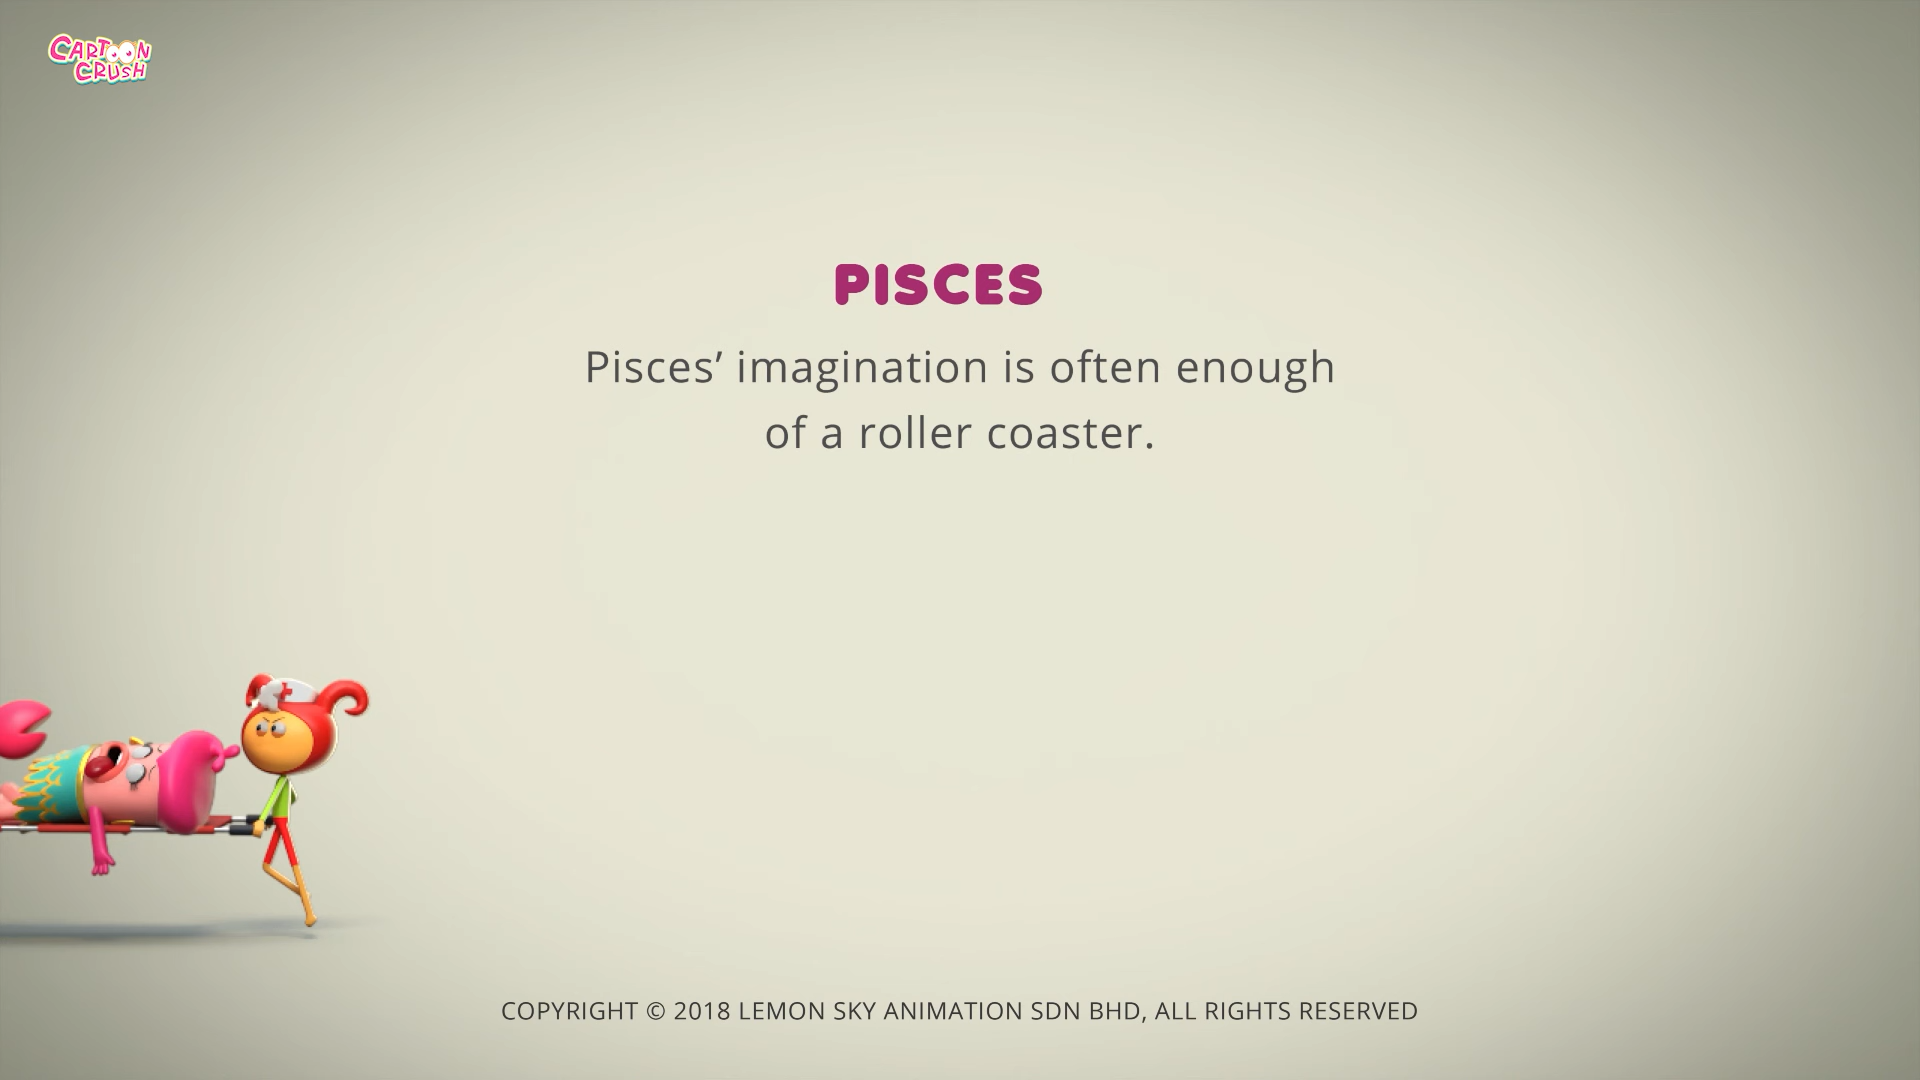 CARTOON
CRUSH
PISCES
Pisces’ imagination is often enough
of a roller coaster.
COPYRIGHT © 2018 LEMON SKY ANIMATION SDN BHD, ALL RIGHTS RESERVED